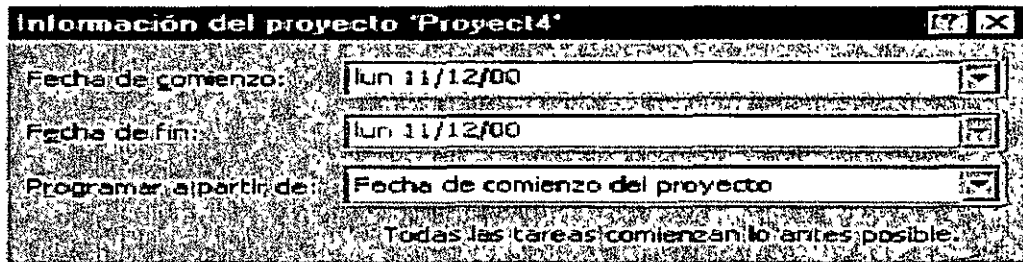 Información del proyecto 'Proyect4'
Fecha de comienzo: lun 11/12/00
Fecha de fin: lun 11/12/00
Programar a partir de: Fecha de comienzo del proyecto
Todas las tareas comienzan lo antes posible.